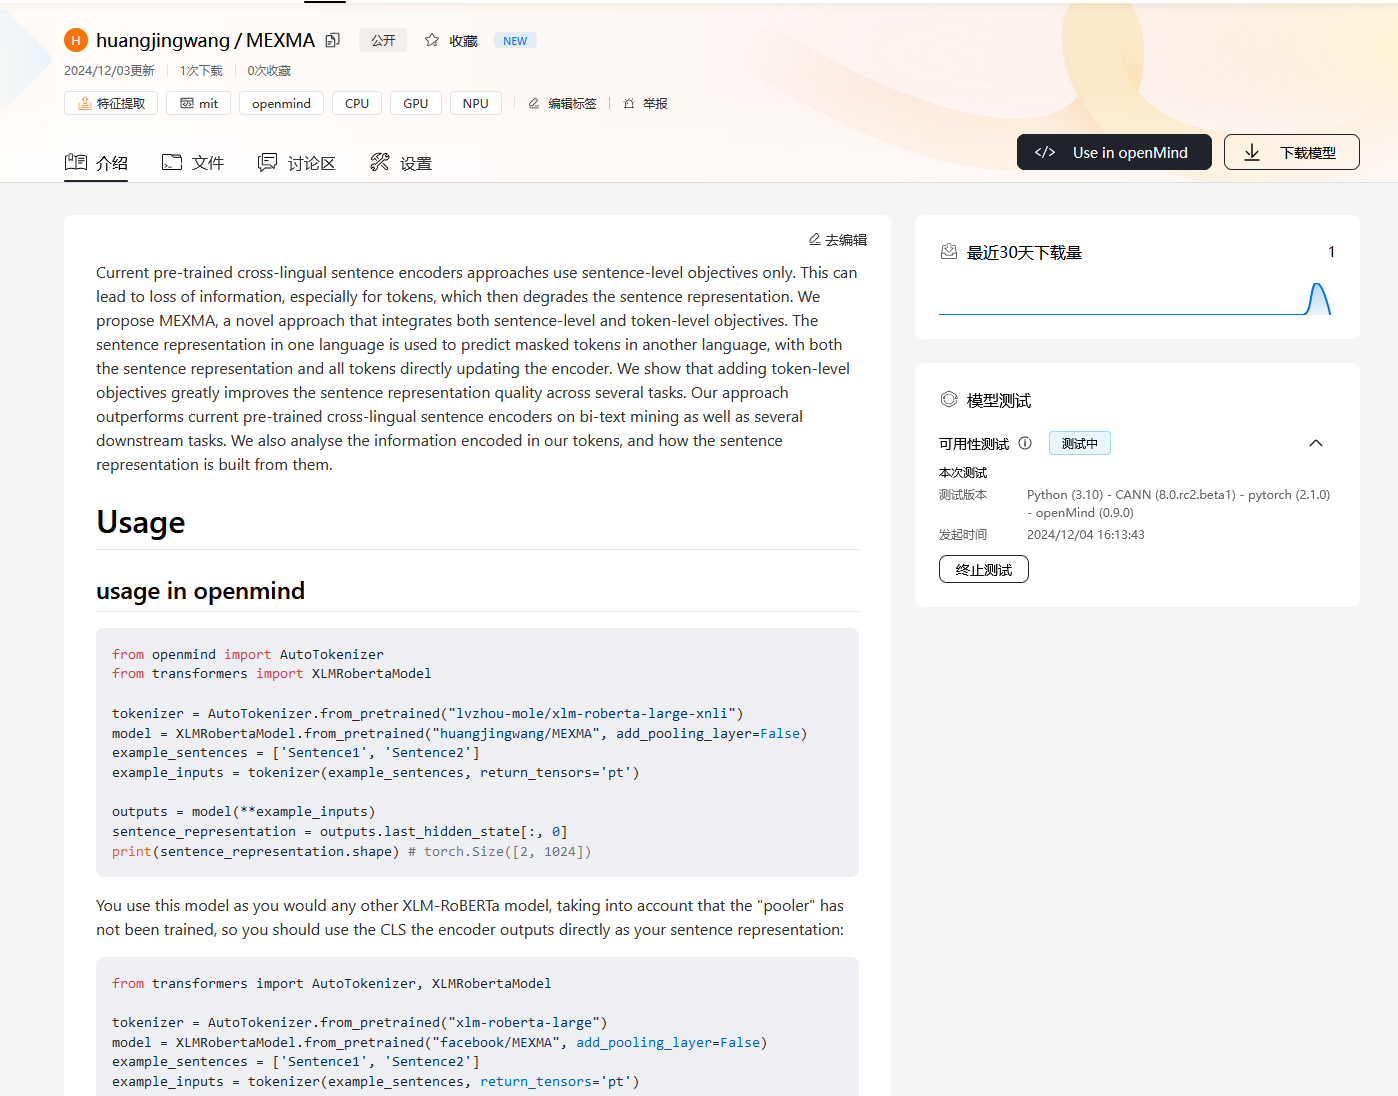 H huangjingwang / MEXMA 公开 收藏 NEW
2024/12/03更新 1次下载 0次收藏
特征提取 mit openmind CPU GPU NPU 编辑标签 举报
介绍 文件 讨论区 设置
</> Use in openMind 下载模型
去编辑
Current pre-trained cross-lingual sentence encoders approaches use sentence-level objectives only. This can
lead to loss of information, especially for tokens, which then degrades the sentence representation. We
propose MEXMA, a novel approach that integrates both sentence-level and token-level objectives. The
sentence representation in one language is used to predict masked tokens in another language, with both
the sentence representation and all tokens directly updating the encoder. We show that adding token-level
objectives greatly improves the sentence representation quality across several tasks. Our approach
outperforms current pre-trained cross-lingual sentence encoders on bi-text mining as well as several
downstream tasks. We also analyse the information encoded in our tokens, and how the sentence
representation is built from them.
Usage
usage in openmind
from openmind import AutoTokenizer
from transformers import XLMRobertaModel
tokenizer = AutoTokenizer.from_pretrained("lvzhou-mole/xlm-roberta-large-xnli")
model = XLMRobertaModel.from_pretrained("huangjingwang/MEXMA", add_pooling_layer=False)
example_sentences = ['Sentence1', 'Sentence2']
example_inputs = tokenizer(example_sentences, return_tensors='pt')
outputs = model(**example_inputs)
sentence_representation = outputs.last_hidden_state[:, 0]
print(sentence_representation.shape) # torch.Size([2, 1024])
You use this model as you would any other XLM-RoBERTa model, taking into account that the "pooler" has
not been trained, so you should use the CLS the encoder outputs directly as your sentence representation:
from transformers import AutoTokenizer, XLMRobertaModel
tokenizer = AutoTokenizer.from_pretrained("xlm-roberta-large")
model = XLMRobertaModel.from_pretrained("facebook/MEXMA", add_pooling_layer=False)
example_sentences = ['Sentence1', 'Sentence2']
example_inputs = tokenizer(example_sentences, return_tensors='pt')
最近30天下载量 1
模型测试
可用性测试 测试中
本次测试
测试版本 Python (3.10) - CANN (8.0.rc2.beta1) - pytorch (2.1.0)
- openMind (0.9.0)
发起时间 2024/12/04 16:13:43
终止测试